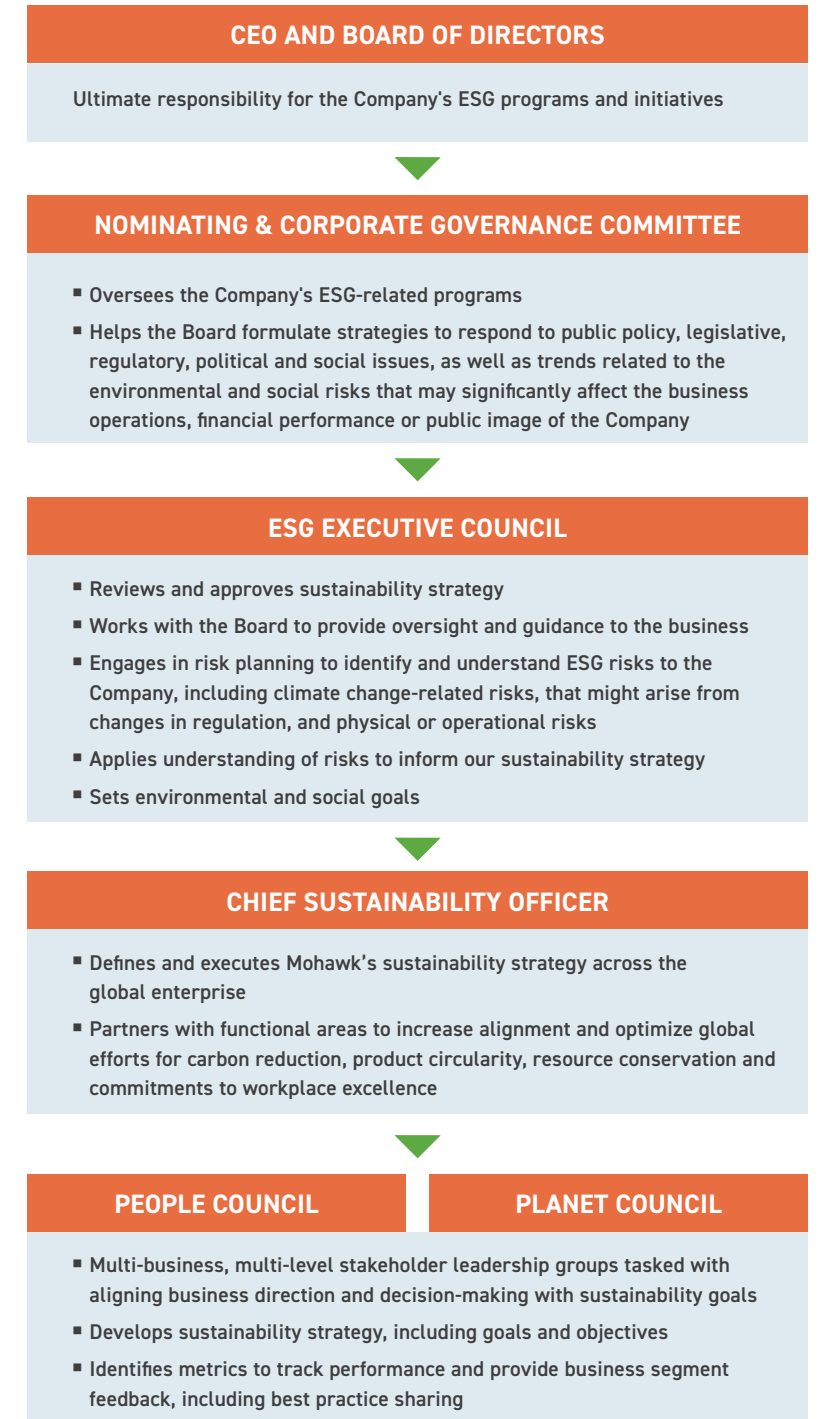 CEO AND BOARD OF DIRECTORS
Ultimate responsibility for the Company's ESG programs and initiatives
NOMINATING & CORPORATE GOVERNANCE COMMITTEE
▪ Oversees the Company's ESG-related programs
▪ Helps the Board formulate strategies to respond to public policy, legislative,
regulatory, political and social issues, as well as trends related to the
environmental and social risks that may significantly affect the business
operations, financial performance or public image of the Company
ESG EXECUTIVE COUNCIL
▪ Reviews and approves sustainability strategy
▪ Works with the Board to provide oversight and guidance to the business
▪ Engages in risk planning to identify and understand ESG risks to the
Company, including climate change-related risks, that might arise from
changes in regulation, and physical or operational risks
▪ Applies understanding of risks to inform our sustainability strategy
▪ Sets environmental and social goals
CHIEF SUSTAINABILITY OFFICER
▪ Defines and executes Mohawk’s sustainability strategy across the
global enterprise
▪ Partners with functional areas to increase alignment and optimize global
efforts for carbon reduction, product circularity, resource conservation and
commitments to workplace excellence
PEOPLE COUNCIL
PLANET COUNCIL
▪ Multi-business, multi-level stakeholder leadership groups tasked with
aligning business direction and decision-making with sustainability goals
▪ Develops sustainability strategy, including goals and objectives
▪ Identifies metrics to track performance and provide business segment
feedback, including best practice sharing